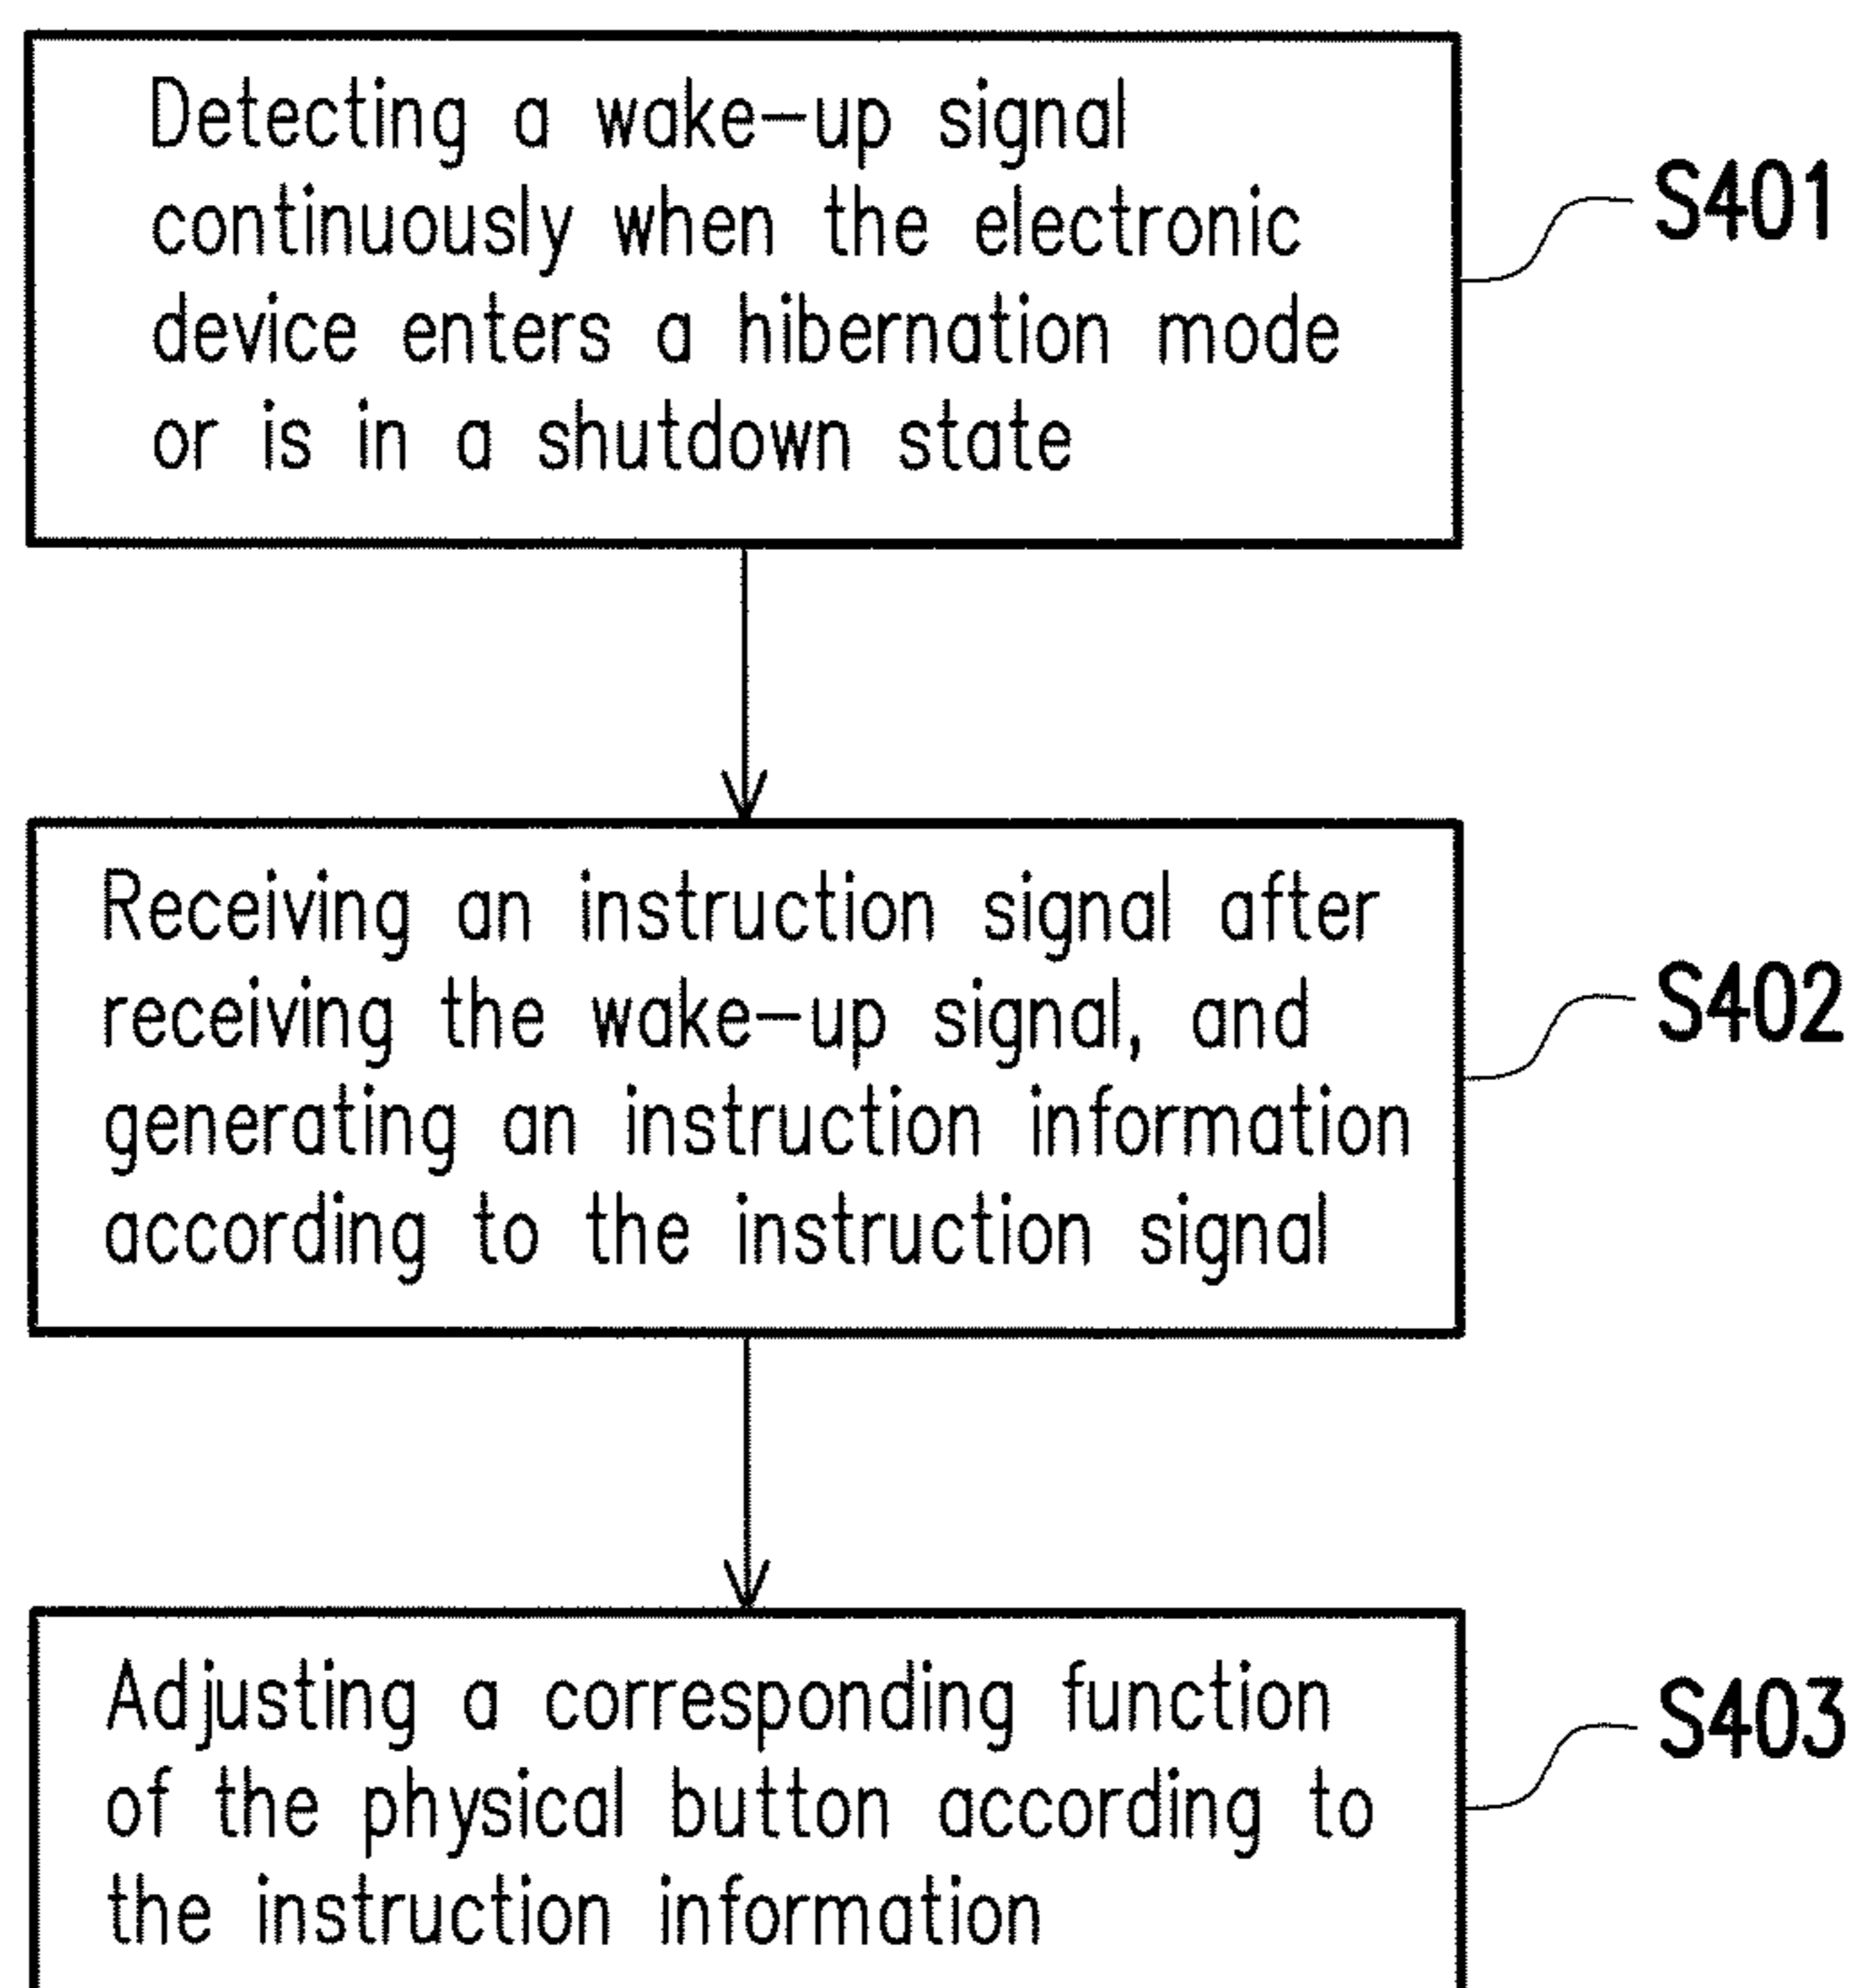 Detecting a wake-up signal
continuously when the electronic
device enters a hibernation mode
or is in a shutdown state
S401
Receiving an instruction signal after
receiving the wake-up signal, and
generating an instruction information
according to the instruction signal
S402
Adjusting a corresponding function
of the physical button according to
the instruction information
S403